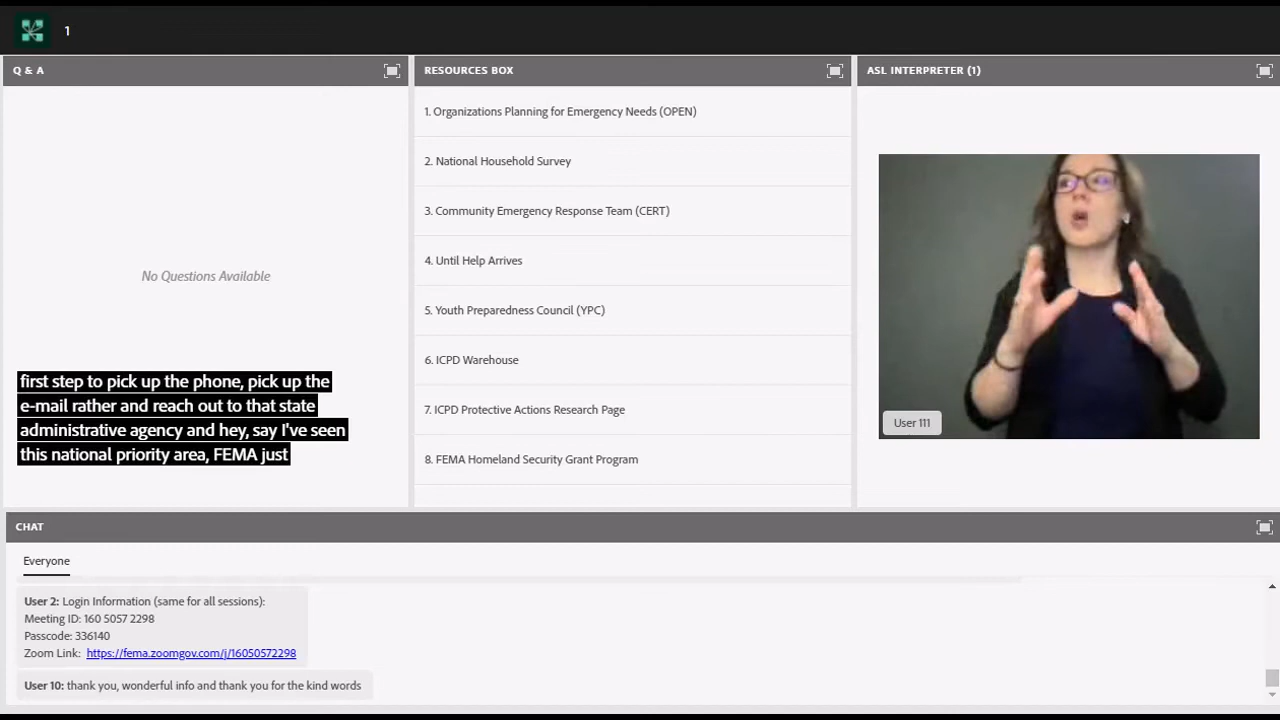 1
Q & A
No Questions Available
first step to pick up the phone, pick up the
e-mail rather and reach out to that state
administrative agency and hey, say I've seen
this national priority area, FEMA just
RESOURCES BOX
1. Organizations Planning for Emergency Needs (OPEN)
2. National Household Survey
3. Community Emergency Response Team (CERT)
4. Until Help Arrives
5. Youth Preparedness Council (YPC)
6. ICPD Warehouse
7. ICPD Protective Actions Research Page
8. FEMA Homeland Security Grant Program
ASL INTERPRETER (1)
User 111
CHAT
Everyone
User 2: Login Information (same for all sessions):
Meeting ID: 160 5057 2298
Passcode: 336140
Zoom Link: https://fema.zoomgov.com/j/16050572298
User 10: thank you, wonderful info and thank you for the kind words